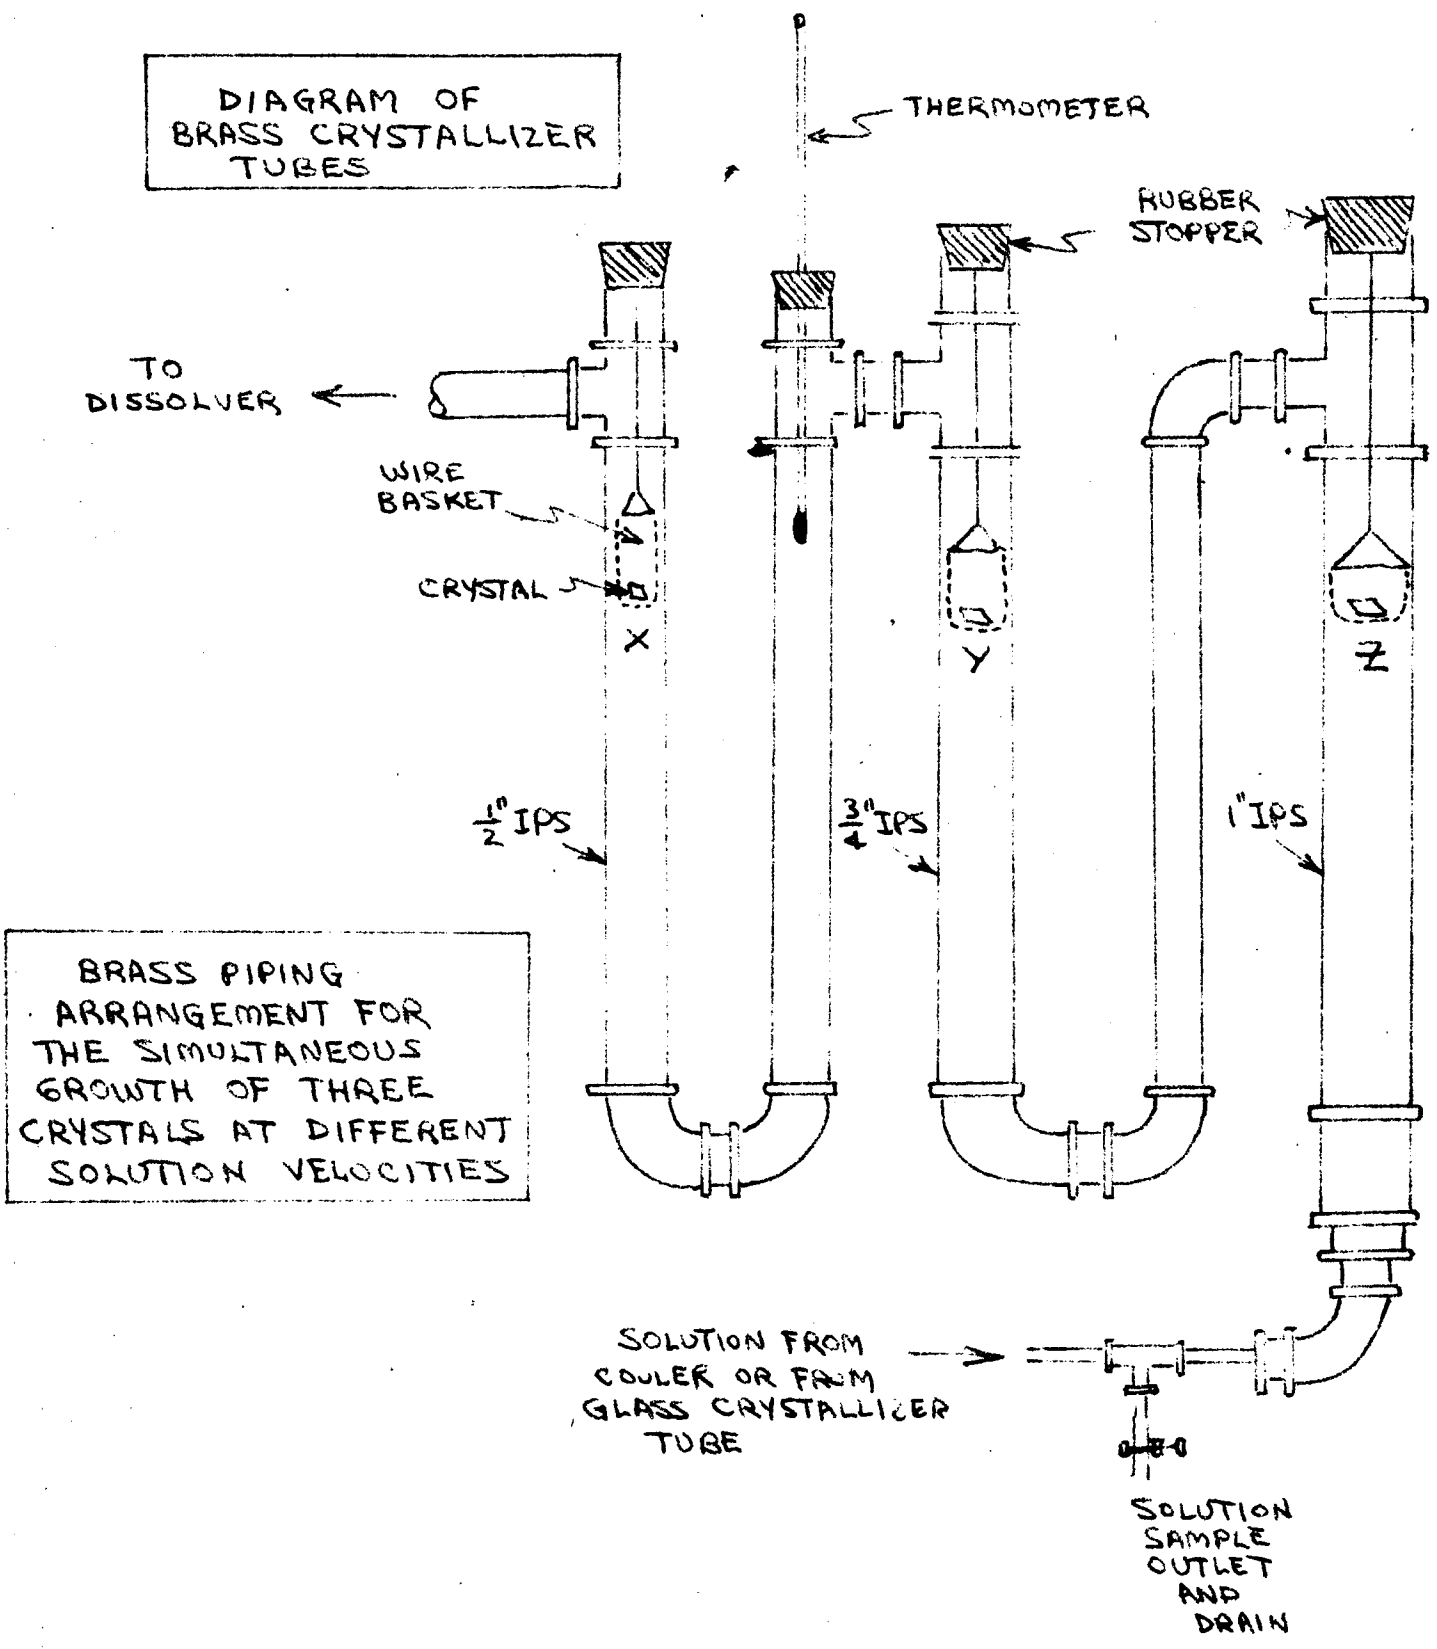 DIAGRAM OF
BRASS CRYSTALLIZER
TUBES
THERMOMETER
RUBBER
STOPPER
TO
DISSOLVER
WIRE
BASKET
CRYSTAL
X
Y
Z
1/2" IPS
3/4" IPS
1" IPS
BRASS PIPING
ARRANGEMENT FOR
THE SIMULTANEOUS
GROWTH OF THREE
CRYSTALS AT DIFFERENT
SOLUTION VELOCITIES
SOLUTION FROM
COOLER OR FROM
GLASS CRYSTALLIZER
TUBE
SOLUTION
SAMPLE
OUTLET
AND
DRAIN